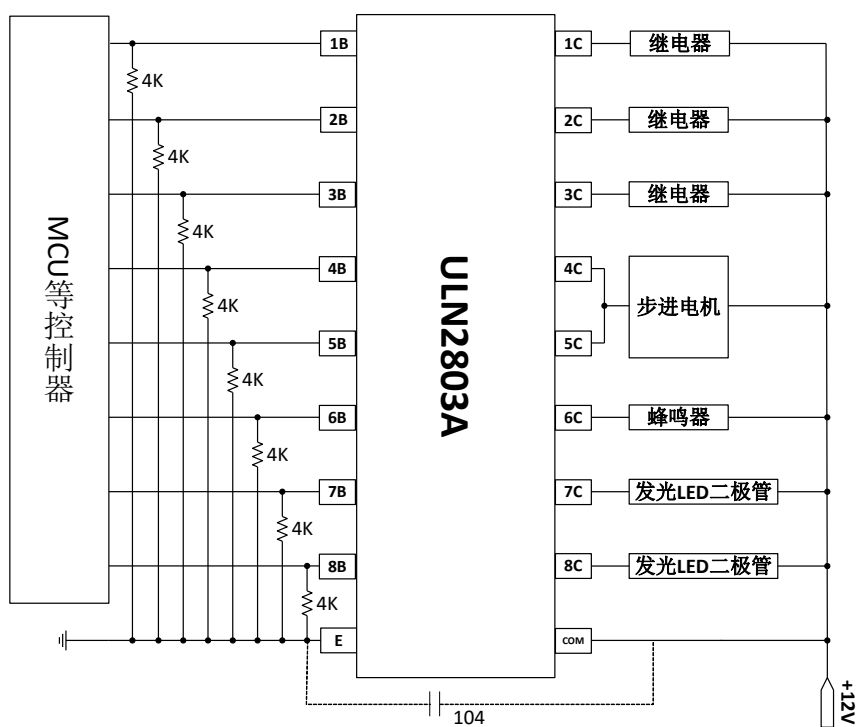 1B
1C
继电器
4K
2B
2C
继电器
4K
3B
3C
继电器
4K
MCU等控制器
ULN2803A
4B
4C
4K
步进电机
5B
5C
4K
6B
6C
蜂鸣器
4K
7B
7C
发光LED二极管
4K
8B
8C
发光LED二极管
4K
E
COM
104
+12V